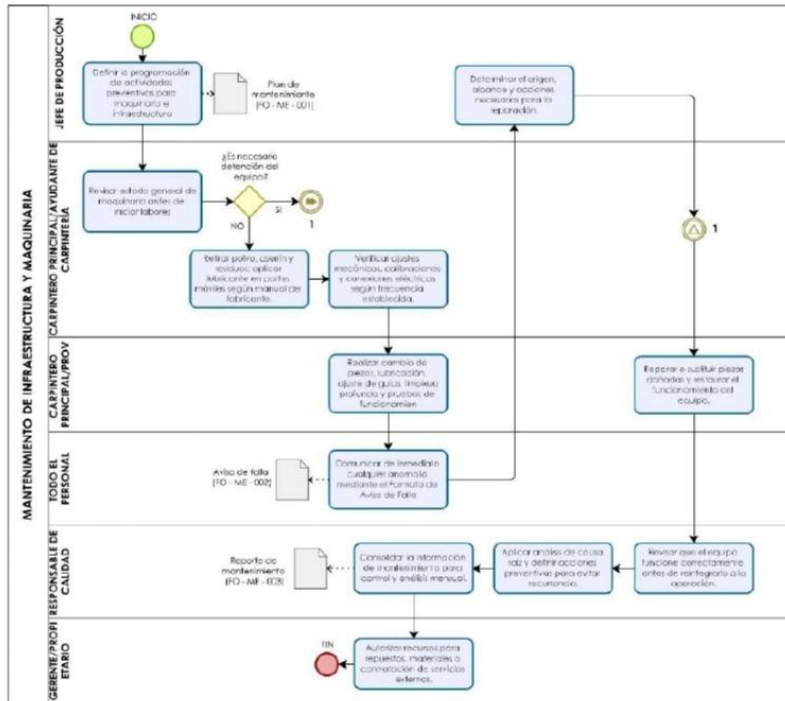 MANTENIMIENTO DE INFRAESTRUCTURA Y MAQUINARIA
JEFE DE PRODUCCIÓN
INICIO
Definir la programación
de actividades
preventivas para
maquinaria e
infraestructura
Plan de
mantenimiento
(FO - ME - 001)
Determinar el origen,
alcance y acciones
necesarias para la
reparación.
CARPINTERO PRINCIPAL/AYUDANTE DE
CARPINTERÍA
Revisar estado general de
maquinaria antes de
iniciar labores
¿Es necesario
detención del
equipo?
SI
1
NO
1
Retirar polvo, aserrín y
residuos; aplicar
lubricante en partes
móviles según manual de
fabricante.
Verificar ajustes
mecánicos, calibraciones
y conexiones eléctricas
según frecuencia
establecida.
CARPINTERO
PRINCIPAL/PROV
Realizar cambio de
piezas, lubricación,
ajuste de guías, limpieza
profunda y pruebas de
funcionamien
Reparar o sustituir piezas
dañadas y restaurar el
funcionamiento del
equipo.
TODO EL
PERSONAL
Aviso de falla
(FO - ME - 002)
Comunicar de inmediato
cualquier anomalía
mediante el Formato de
Aviso de Falla
RESPONSABLE DE
CALIDAD
Reporte de
mantenimiento
(FO - ME - 003)
Consolidar la información
de mantenimiento para
control y análisis mensual.
Aplicar análisis de causa
raíz y definir acciones
preventivas para evitar
recurrencia.
Revisar que el equipo
funcione correctamente
antes de reintegrarlo a la
operación.
GERENTE/PROPI
ETARIO
FIN
Autorizar recursos para
repuestos, materiales o
contratación de servicios
externos.